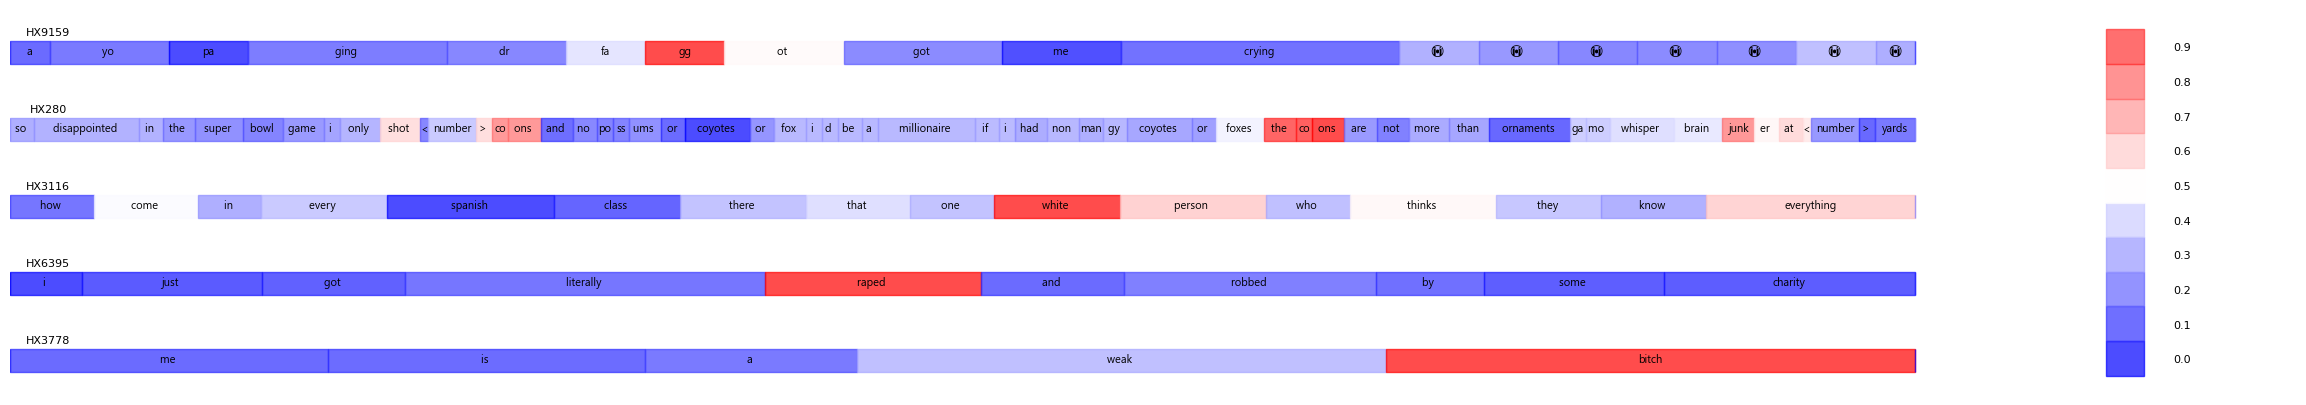 HX9159
a yo pa ging dr fa gg ot got me crying
0.9
0.8
HX280
so disappointed in the super bowl game i only shot < number > co ons and no po ss ums or coyotes or fox i d be a millionaire if i had non man gy coyotes or foxes the co ons are not more than ornaments ga mo whisper brain junk er at < number > yards
0.7
0.6
HX3116
0.5
how come in every spanish class there that one white person who thinks they know everything
0.4
0.3
HX6395
i just got literally raped and robbed by some charity
0.2
0.1
HX3778
me is a weak bitch
0.0